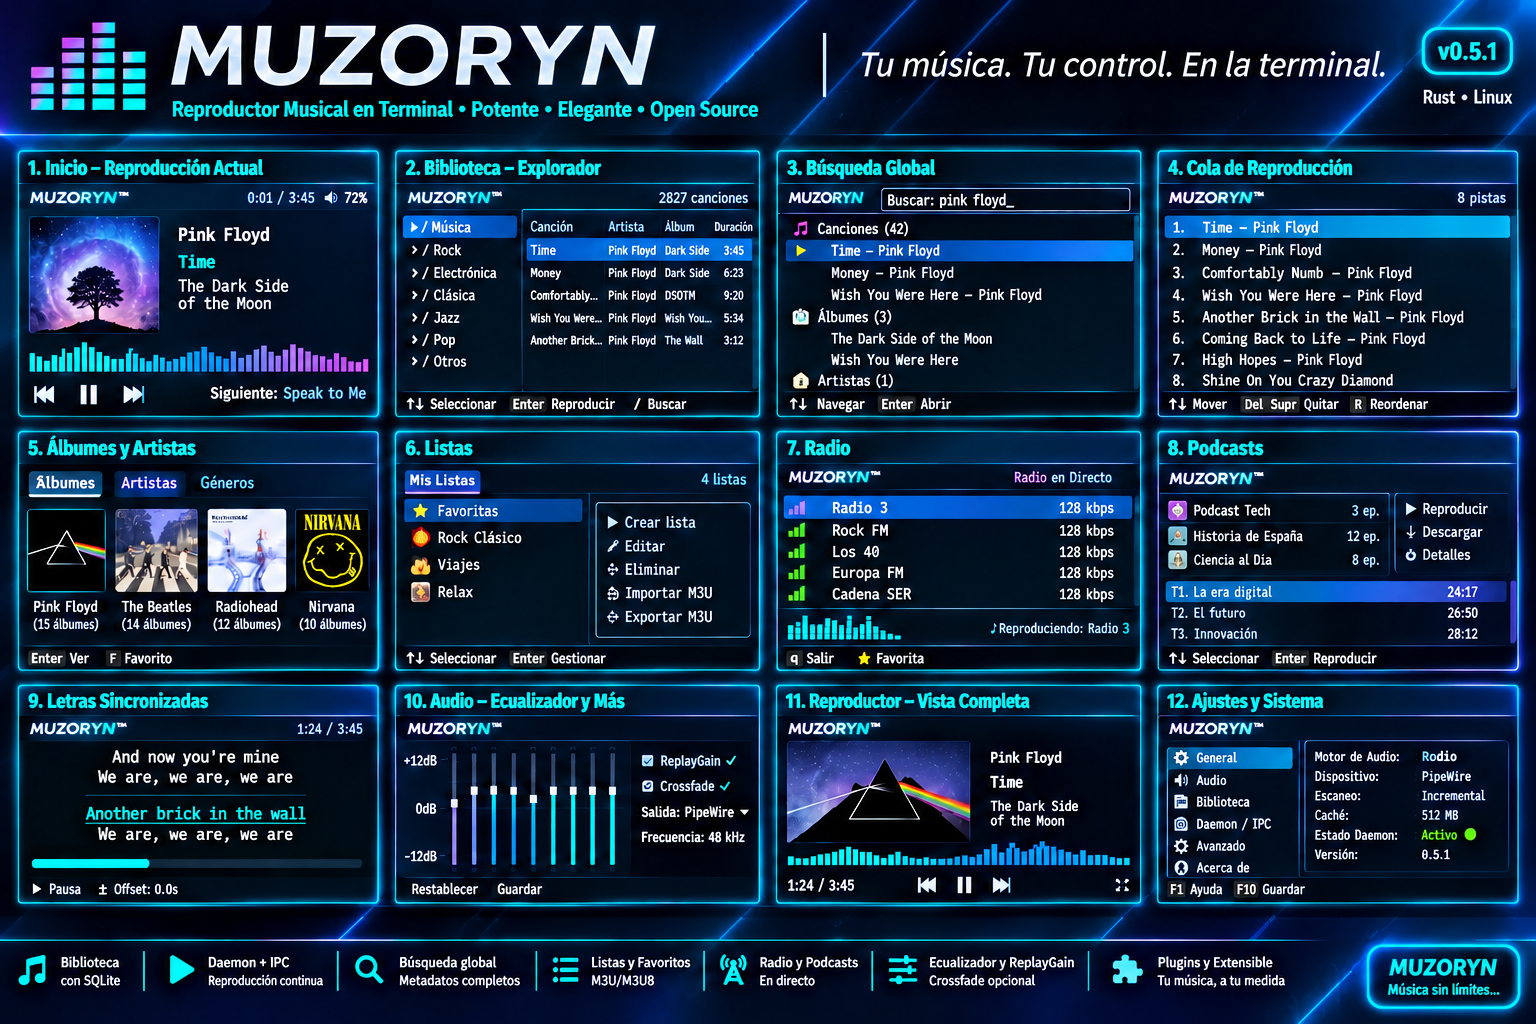 MUZORYN
Reproductor Musical en Terminal • Potente • Elegante • Open Source
Tu música. Tu control. En la terminal.
v0.5.1
Rust • Linux
1. Inicio – Reproducción Actual
MUZORYN™
0:01 / 3:45 72%
Pink Floyd
Time
The Dark Side
of the Moon
Siguiente: Speak to Me
2. Biblioteca – Explorador
MUZORYN™
2827 canciones
/ Música
/ Rock
/ Electrónica
/ Clásica
/ Jazz
/ Pop
/ Otros
Canción Artista Álbum Duración
Time Pink Floyd Dark Side 3:45
Money Pink Floyd Dark Side 6:23
Comfortably... Pink Floyd DSOTM 9:20
Wish You Were... Pink Floyd Wish You... 5:34
Another Brick... Pink Floyd The Wall 3:12
↑↓ Seleccionar Enter Reproducir / Buscar
3. Búsqueda Global
MUZORYN
Buscar: pink floyd_
Canciones (42)
Time – Pink Floyd
Money – Pink Floyd
Wish You Were Here – Pink Floyd
Álbumes (3)
The Dark Side of the Moon
Wish You Were Here
Artistas (1)
↑↓ Navegar Enter Abrir
4. Cola de Reproducción
MUZORYN™
8 pistas
1. Time – Pink Floyd
2. Money – Pink Floyd
3. Comfortably Numb – Pink Floyd
4. Wish You Were Here – Pink Floyd
5. Another Brick in the Wall – Pink Floyd
6. Coming Back to Life – Pink Floyd
7. High Hopes – Pink Floyd
8. Shine On You Crazy Diamond
↑↓ Mover Del Supr Quitar R Reordenar
5. Álbumes y Artistas
Álbumes Artistas Géneros
NIRVANA
Pink Floyd
(15 álbumes)
The Beatles
(14 álbumes)
Radiohead
(12 álbumes)
Nirvana
(10 álbumes)
Enter Ver F Favorito
6. Listas
Mis Listas
4 listas
Favoritas
Rock Clásico
Viajes
Relax
Crear lista
Editar
Eliminar
Importar M3U
Exportar M3U
↑↓ Seleccionar Enter Gestionar
7. Radio
MUZORYN™
Radio en Directo
Radio 3 128 kbps
Rock FM 128 kbps
Los 40 128 kbps
Europa FM 128 kbps
Cadena SER 128 kbps
♪Reproduciendo: Radio 3
q Salir Favorita
8. Podcasts
MUZORYN™
Podcast Tech 3 ep.
Historia de España 12 ep.
Ciencia al Dia 8 ep.
Reproducir
Descargar
Detalles
T1. La era digital 24:17
T2. El futuro 26:50
T3. Innovación 28:12
↑↓ Seleccionar Enter Reproducir
9. Letras Sincronizadas
MUZORYN™
1:24 / 3:45
And now you're mine
We are, we are, we are
Another brick in the wall
We are, we are, we are
Pausa ± Offset: 0.0s
10. Audio – Ecualizador y Más
MUZORYN™
+12dB
0dB
-12dB
ReplayGain ✓
Crossfade ✓
Salida: PipeWire
Frecuencia: 48 kHz
Restablecer Guardar
11. Reproductor – Vista Completa
MUZORYN™
Pink Floyd
Time
The Dark Side
of the Moon
1:24 / 3:45
12. Ajustes y Sistema
MUZORYN™
General
Audio
Biblioteca
Daemon / IPC
Avanzado
Acerca de
Motor de Audio: Rodio
Dispositivo: PipeWire
Escaneo: Incremental
Caché: 512 MB
Estado Daemon: Activo
Versión: 0.5.1
F1 Ayuda F10 Guardar
Biblioteca
con SQLite
Daemon + IPC
Reproducción continua
Búsqueda global
Metadatos completos
Listas y Favoritos
M3U/M3U8
Radio y Podcasts
En directo
Ecualizador y ReplayGain
Crossfade opcional
Plugins y Extensible
Tu música, a tu medida
MUZORYN
Música sin límites...